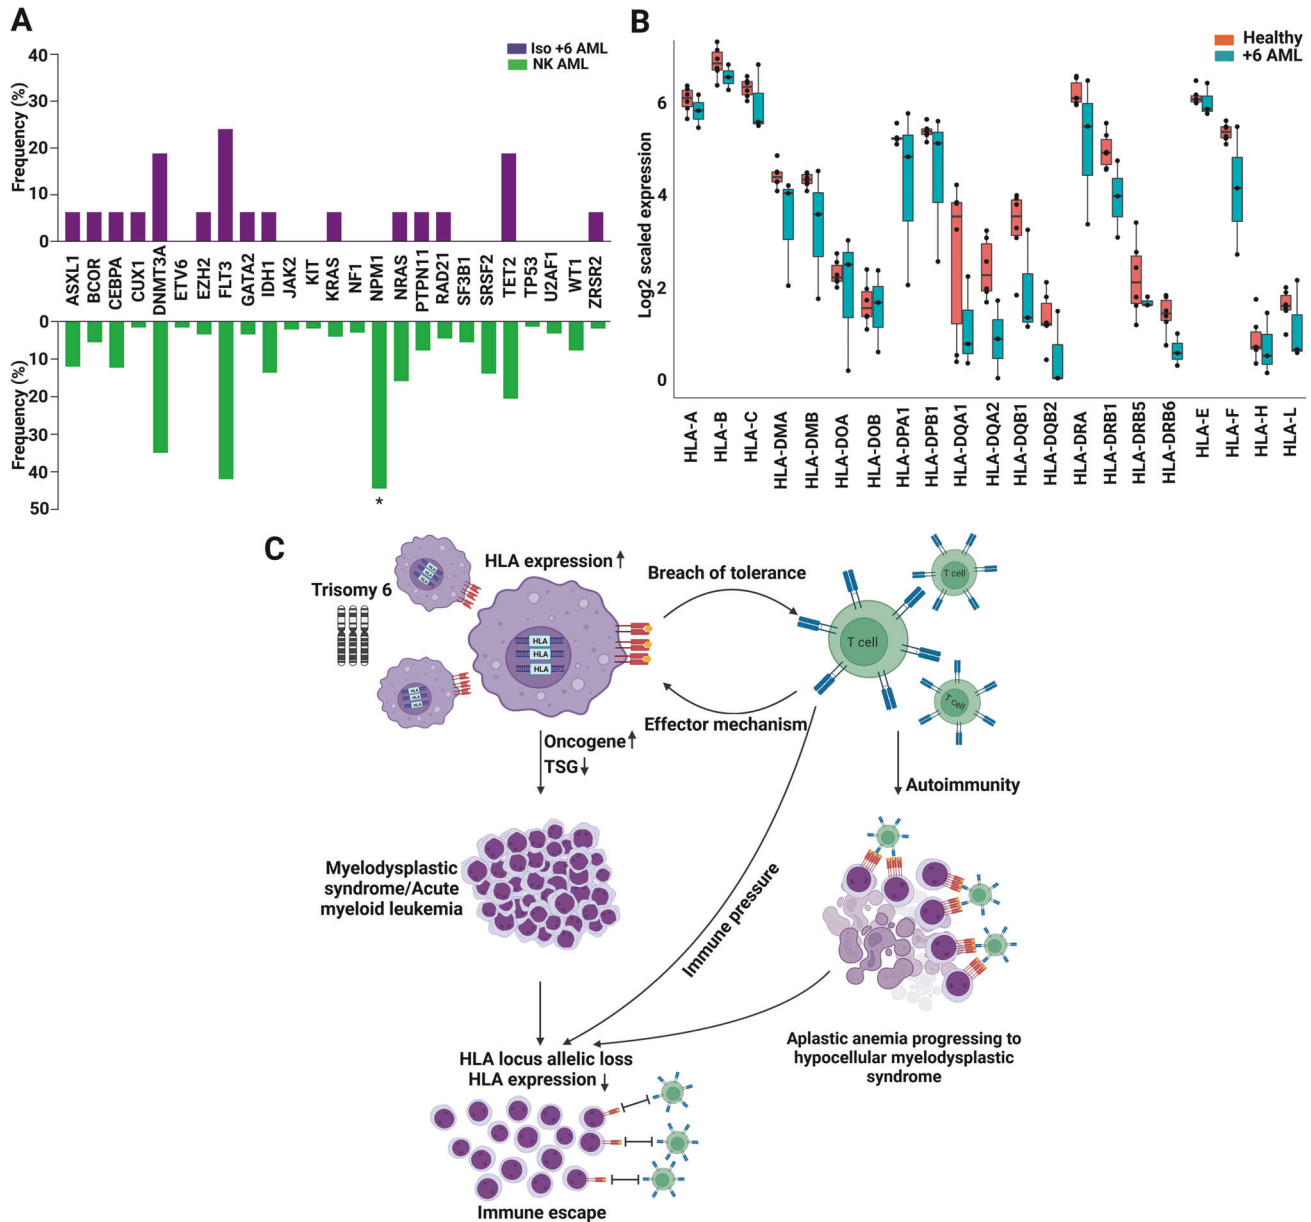 A
Iso +6 AML
NK AML
Frequency (%)
40
30
20
10
0
ASXL1
BCOR
CEBPA
CUX1
DNMT3A
ETV6
EZH2
FLT3
GATA2
IDH1
JAK2
KIT
KRAS
NF1
NPM1
NRAS
PTPN11
RAD21
SF3B1
SRSF2
TET2
TP53
U2AF1
WT1
ZRSR2
Frequency (%)
0
10
20
30
40
50
*
B
Healthy
+6 AML
Log2 scaled expression
6
4
2
0
HLA-A
HLA-B
HLA-C
HLA-DMA
HLA-DMB
HLA-DOA
HLA-DOB
HLA-DPA1
HLA-DPB1
HLA-DQA1
HLA-DQA2
HLA-DQB1
HLA-DQB2
HLA-DRA
HLA-DRB1
HLA-DRB5
HLA-DRB6
HLA-E
HLA-F
HLA-H
HLA-L
C
Trisomy 6
HLA expression ↑
HLA
HLA
HLA
Breach of tolerance
T cell
T cell
T cell
Effector mechanism
Oncogene ↑
TSG ↓
Autoimmunity
Myelodysplastic
syndrome/Acute
myeloid leukemia
Immune pressure
Aplastic anemia progressing to
hypocellular myelodysplastic
syndrome
HLA locus allelic loss
HLA expression ↓
Immune escape